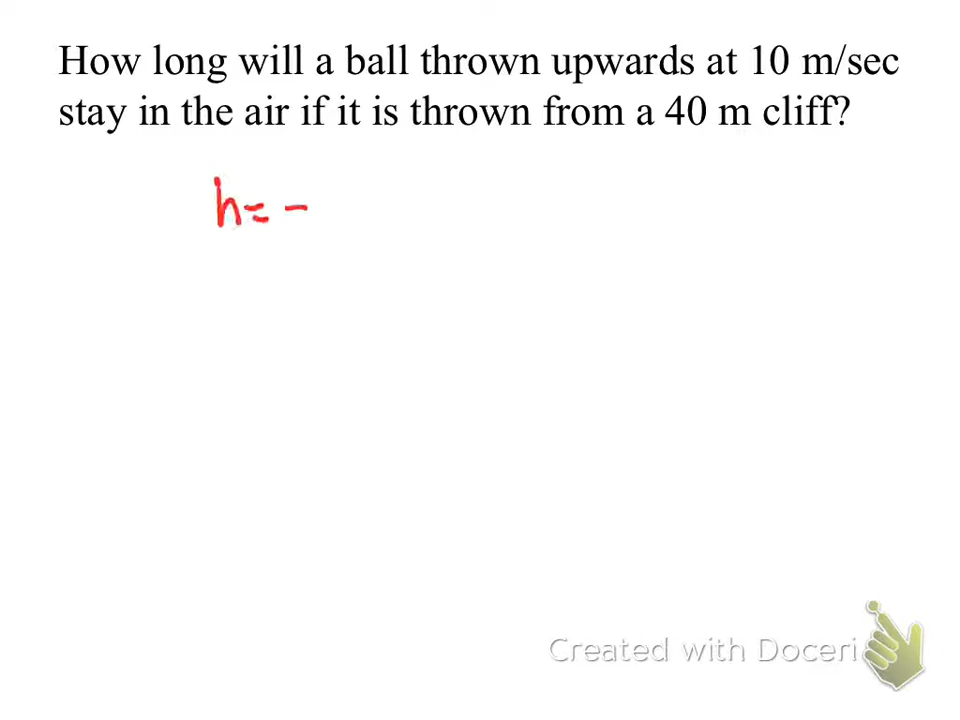 How long will a ball thrown upwards at 10 m/sec
stay in the air if it is thrown from a 40 m cliff?
h= -
Created with Doceri